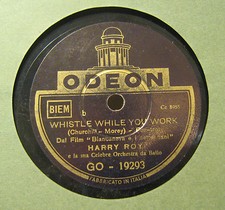 ODEON
BIEM
b
WHISTLE WHILE YOU WORK
(Churchill - Morey) -
Dal Film "Biancaneve e i sette nani"
HARRY ROY
e la sua Celebre Orchestra da Ballo
GO - 19293
FABBRICATO IN ITALIA